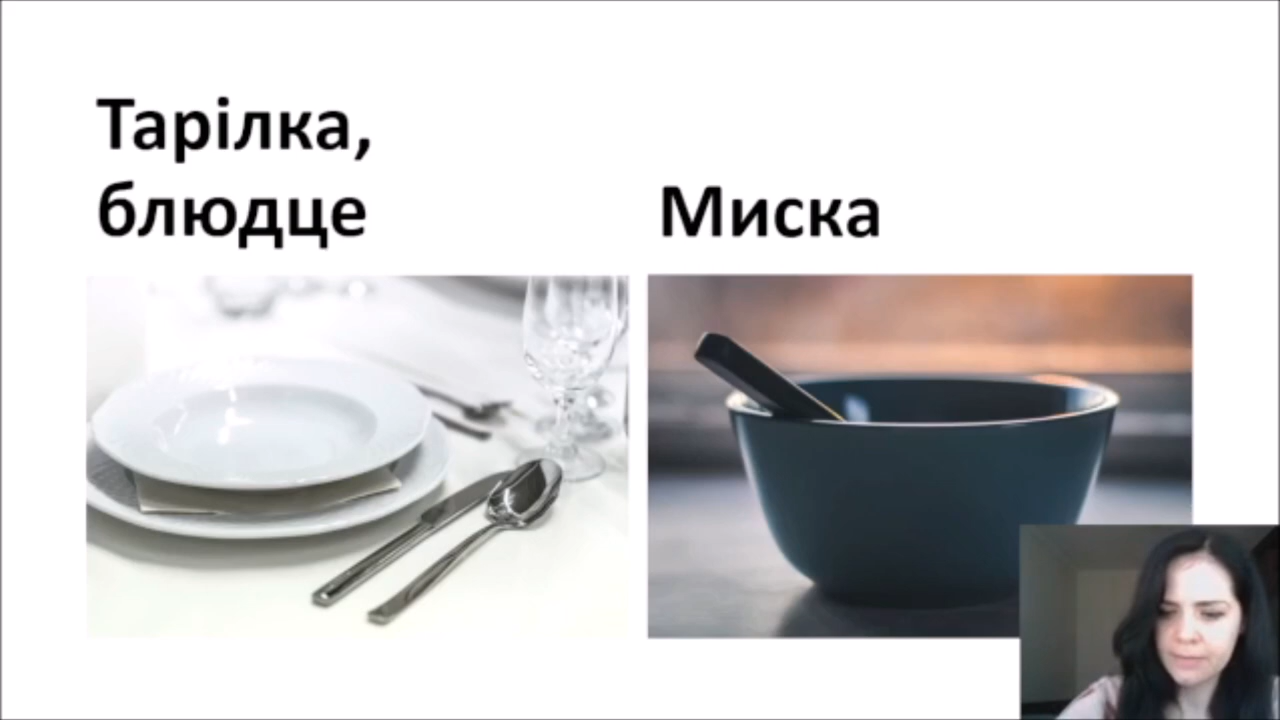 Тарілка,
блюдце
Миска